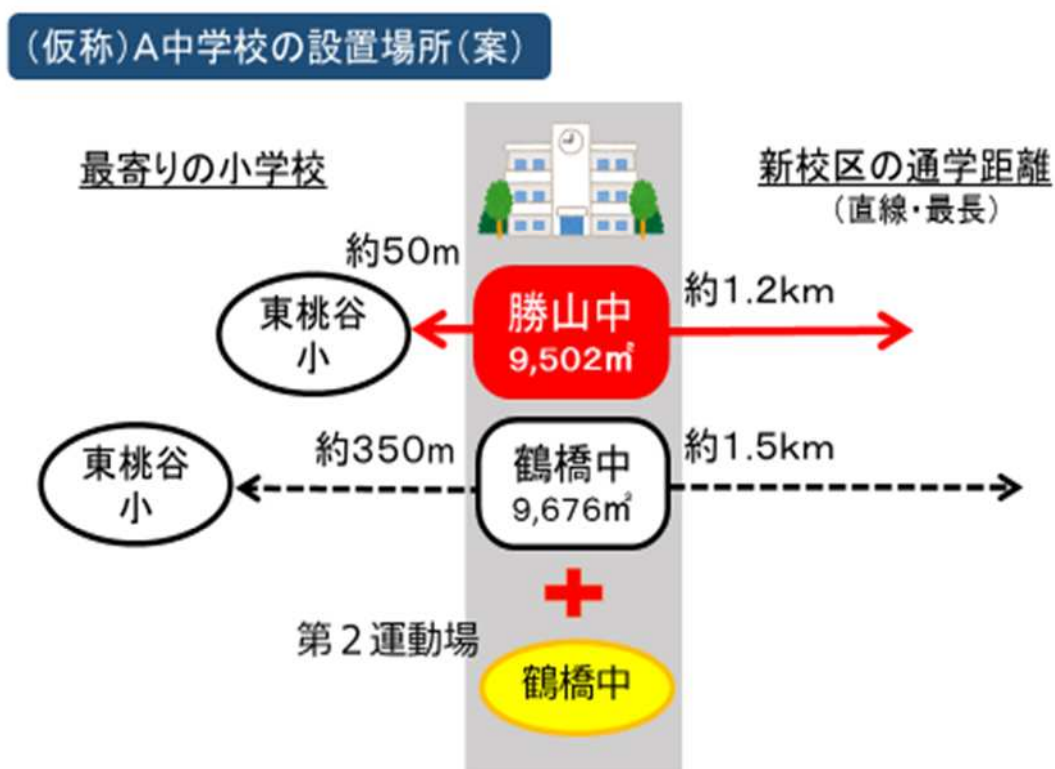 (仮称)A中学校の設置場所(案)
最寄りの小学校
新校区の通学距離
(直線・最長)
約50m
東桃谷
小
勝山中
9,502㎡
約1.2km
約350m
東桃谷
小
鶴橋中
9,676㎡
約1.5km
第2運動場
鶴橋中